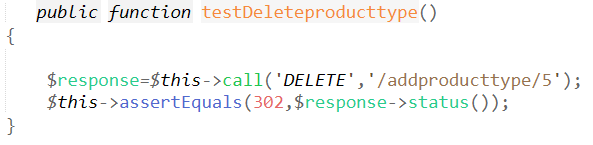 public function testDeleteproducttype()
{
$response=$this->call('DELETE','/addproducttype/5');
$this->assertEquals(302,$response->status());
}